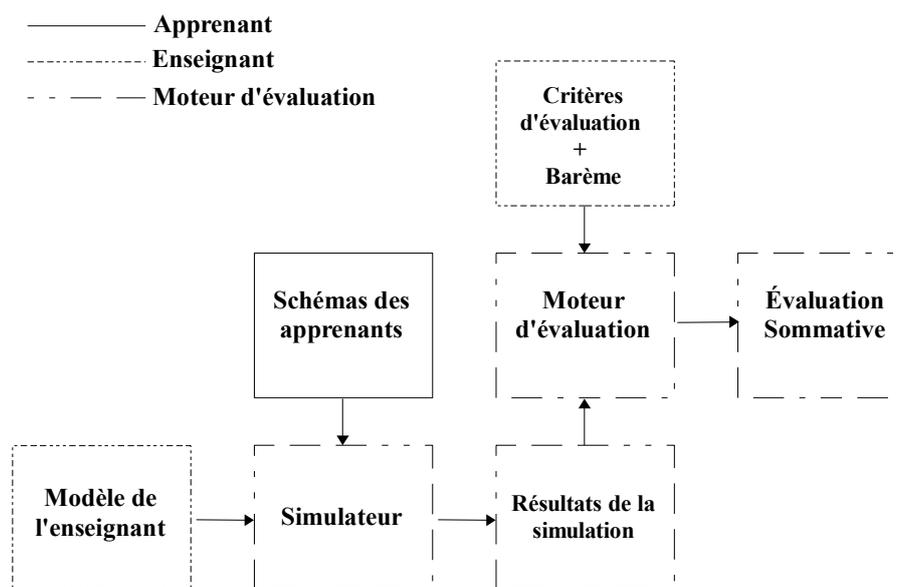 Apprenant
Enseignant
Moteur d'évaluation
Critères
d'évaluation
+
Barème
Schémas des
apprenants
Moteur
d'évaluation
Évaluation
Sommative
Modèle de
l'enseignant
Simulateur
Résultats de la
simulation